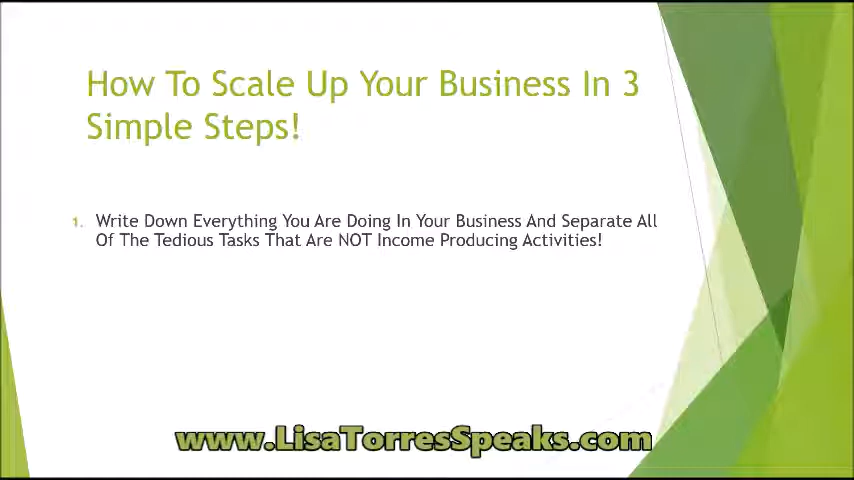 How To Scale Up Your Business In 3
Simple Steps!
1. Write Down Everything You Are Doing In Your Business And Separate All
Of The Tedious Tasks That Are NOT Income Producing Activities!
www.LisaTorresSpeaks.com